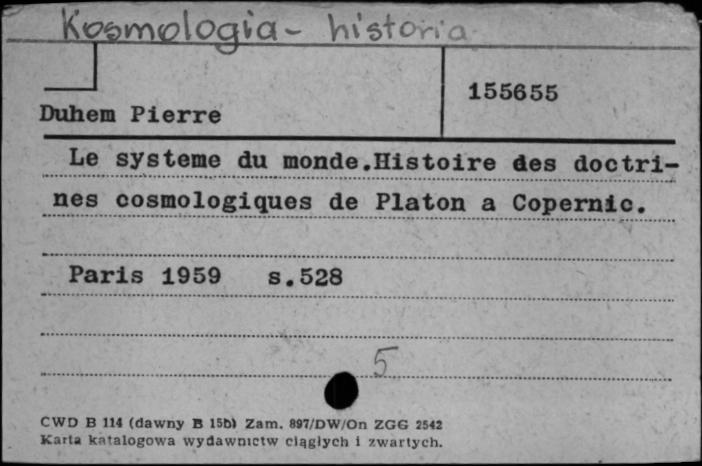 Kosmologia - historia
155655
Duhem Pierre
Le systeme du monde.Histoire des doctri-
nes cosmologiques de Platon a Copernic.
Paris 1959 s.528
5
CWD B 114 (dawny B 15b) Zam. 897/DW/On ZGG 2542
Karta katalogowa wydawnictw ciągłych i zwartych.